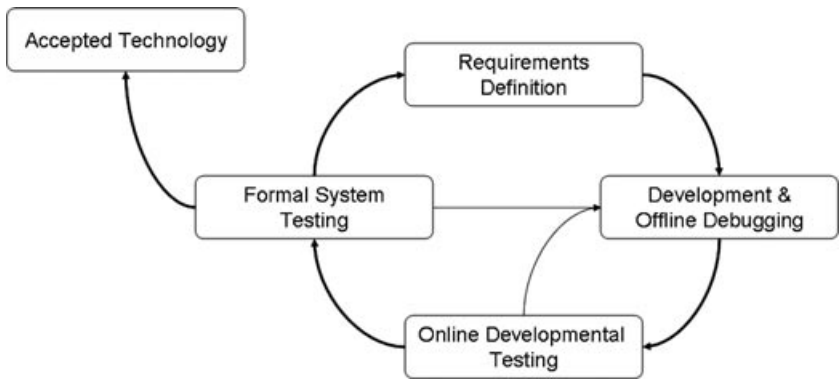 Accepted Technology
Requirements
Definition
Formal System
Testing
Development &
Offline Debugging
Online Developmental
Testing